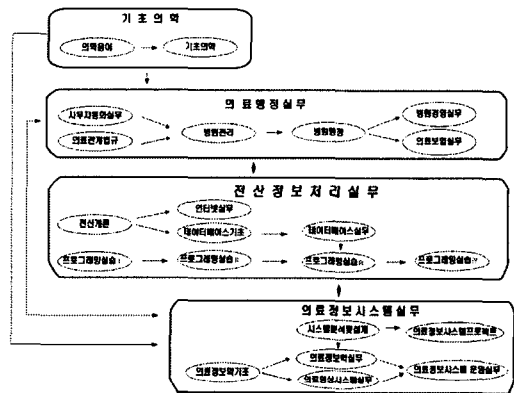 기 초 의 학
의학용어
기초의학
의 료 행 정 실 무
사무자동화실무
의료관계법규
병원관리
병원행정
병원경영실무
의료보험실무
전 산 정 보 처 리 실 무
전산개론
인터넷실무
데이터베이스기초
데이터베이스실무
프로그래밍실습 I
프로그래밍실습
프로그래밍실습
프로그래밍실습
의 료 정 보 시 스 템 실 무
시스템분석및설계
의료정보시스템프로젝트
의료정보학기초
의료정보학실무
의료영상시스템실무
의료정보시스템 운영실무